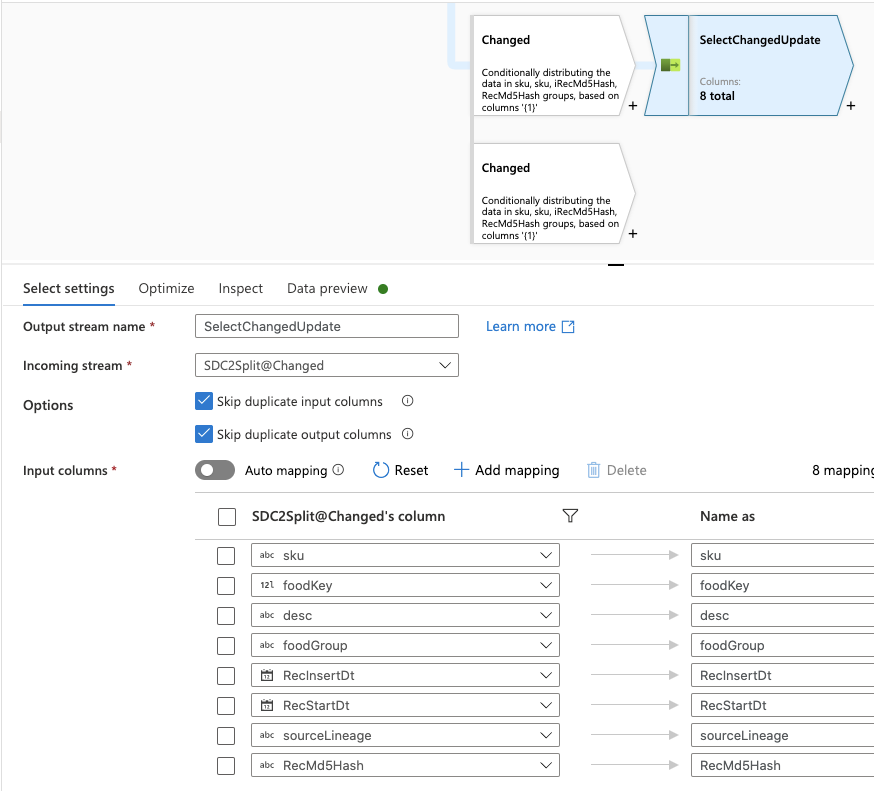 Changed
Conditionally distributing the
data in sku, sku, iRecMd5Hash,
RecMd5Hash groups, based on
columns '{1}'
+
SelectChangedUpdate
Columns:
8 total
+
Changed
Conditionally distributing the
data in sku, sku, iRecMd5Hash,
RecMd5Hash groups, based on
columns '{1}'
+
Select settings Optimize Inspect Data preview
Output stream name * SelectChangedUpdate Learn more
Incoming stream * SDC2Split@Changed
Options Skip duplicate input columns
Skip duplicate output columns
Input columns * Auto mapping Reset + Add mapping Delete 8 mapping
SDC2Split@Changed's column Name as
abc sku sku
12l foodKey foodKey
abc desc desc
abc foodGroup foodGroup
RecInsertDt RecInsertDt
RecStartDt RecStartDt
abc sourceLineage sourceLineage
abc RecMd5Hash RecMd5Hash